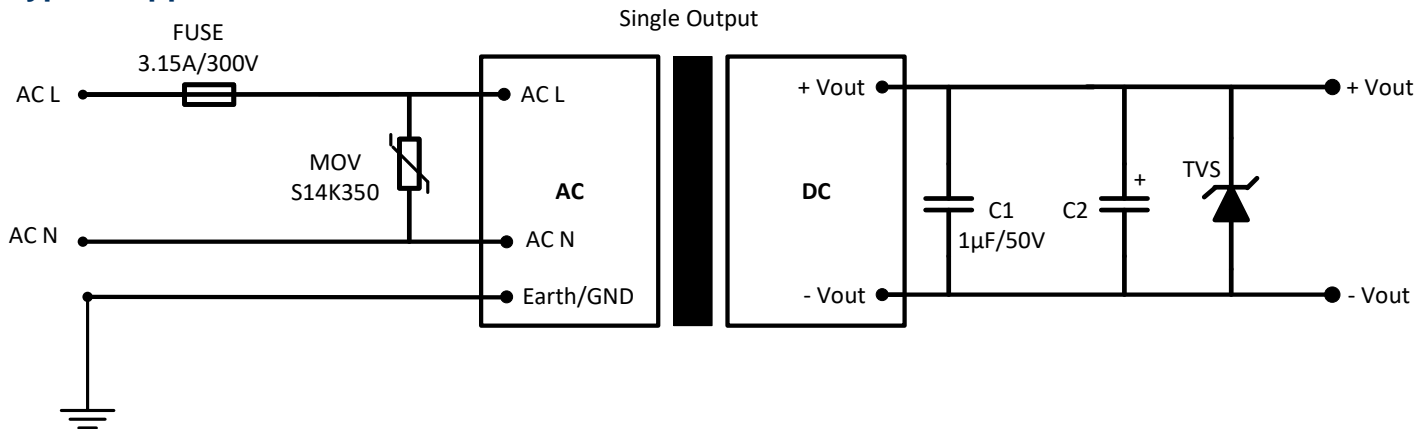 Single Output
FUSE
3.15A/300V
AC L
AC L
MOV
S14K350
AC
AC N
AC N
Earth/GND
+ Vout
+ Vout
DC
C1
1µF/50V
C2
+
TVS
- Vout
- Vout